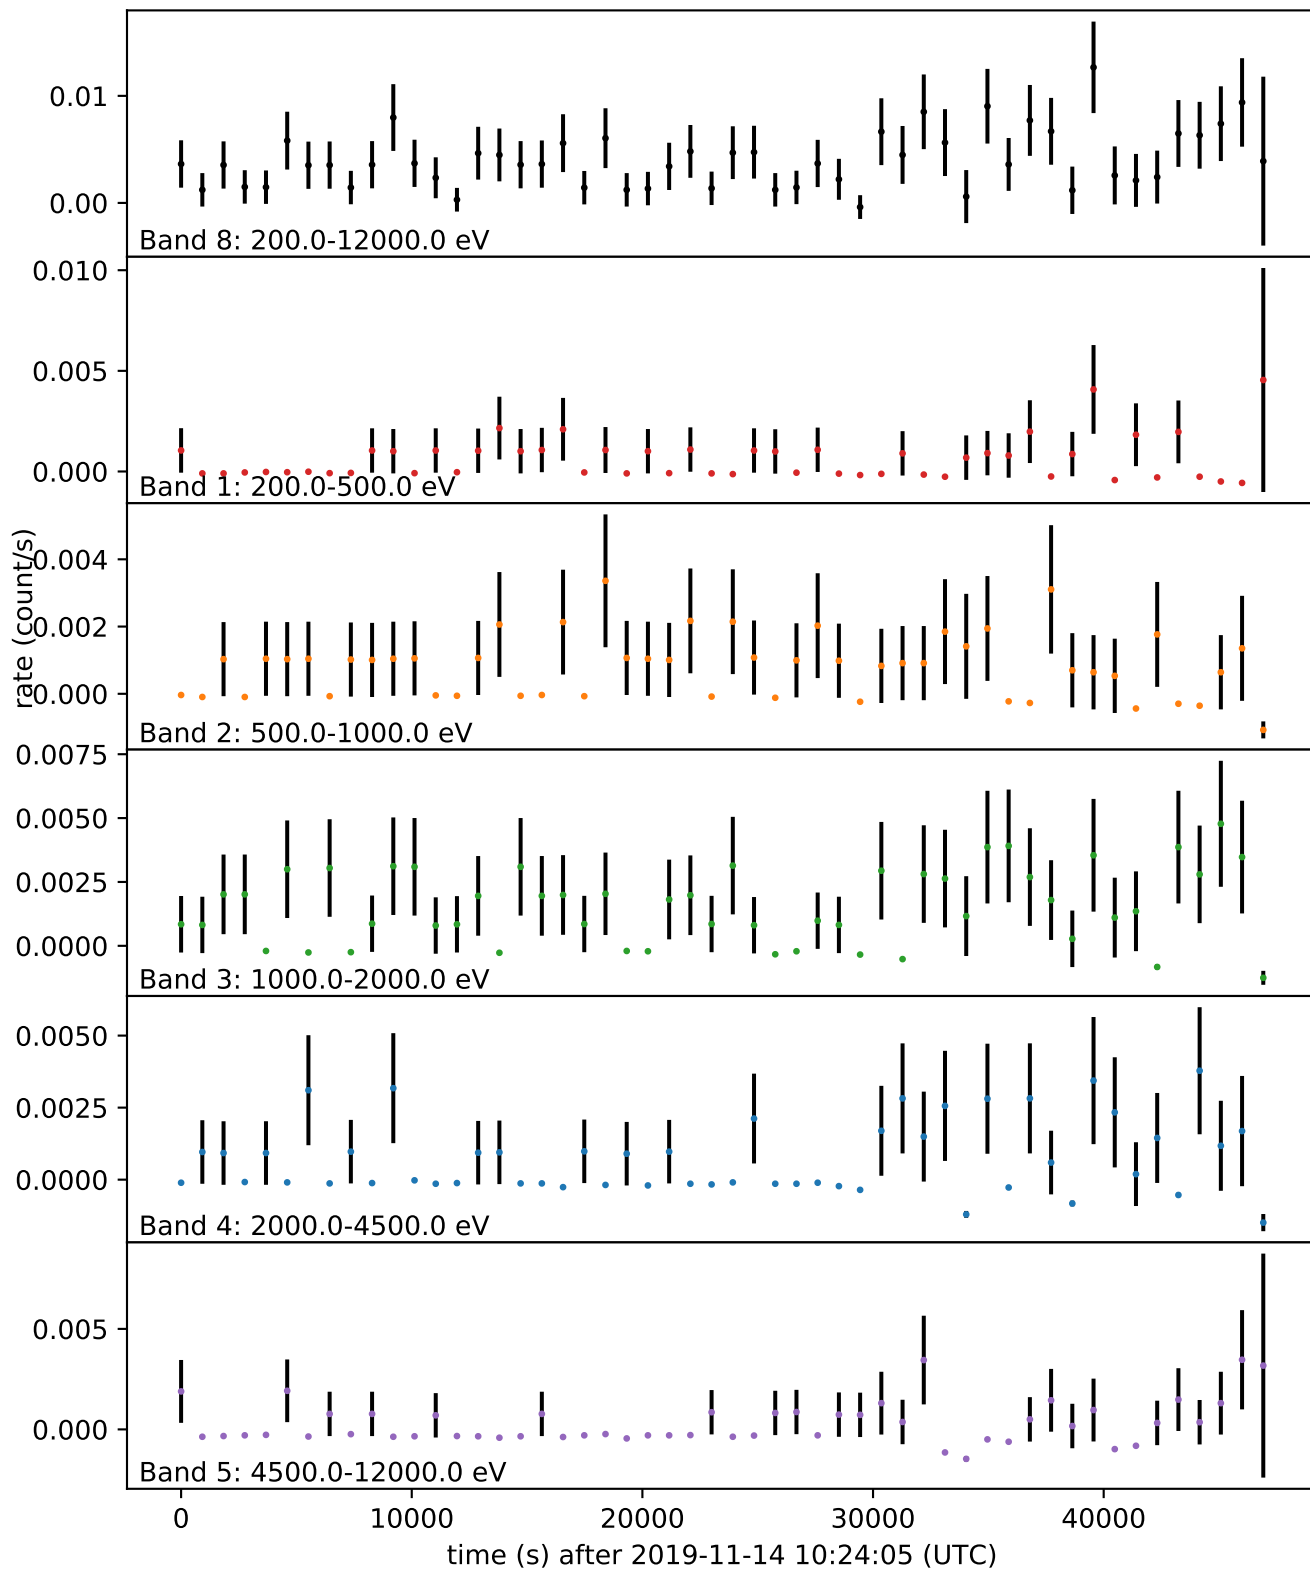 0.01
0.00
Band 8: 200.0-12000.0 eV
0.010
0.005
0.000
Band 1: 200.0-500.0 eV
rate (count/s)
0.004
0.002
0.000
Band 2: 500.0-1000.0 eV
0.0075
0.0050
0.0025
0.0000
Band 3: 1000.0-2000.0 eV
0.0050
0.0025
0.0000
Band 4: 2000.0-4500.0 eV
0.005
0.000
Band 5: 4500.0-12000.0 eV
0 10000 20000 30000 40000
time (s) after 2019-11-14 10:24:05 (UTC)